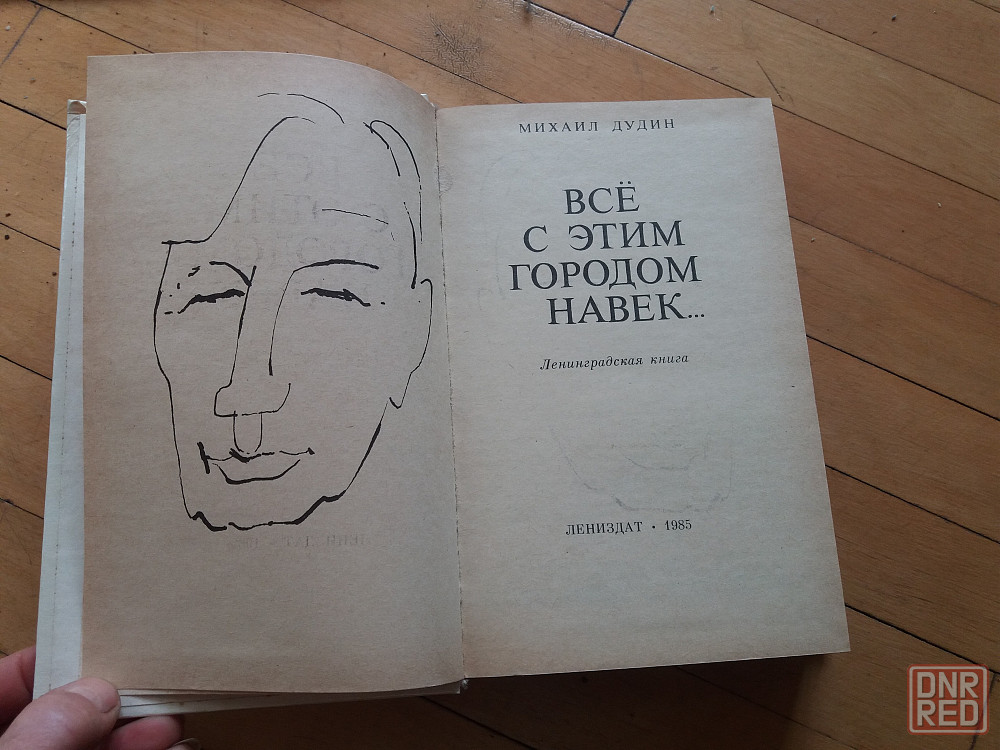 МИХАИЛ ДУДИН
ВСЁ
С ЭТИМ
ГОРОДОМ
НАВЕК...
Ленинградская книга
ЛЕНИЗДАТ • 1985
DNR
RED